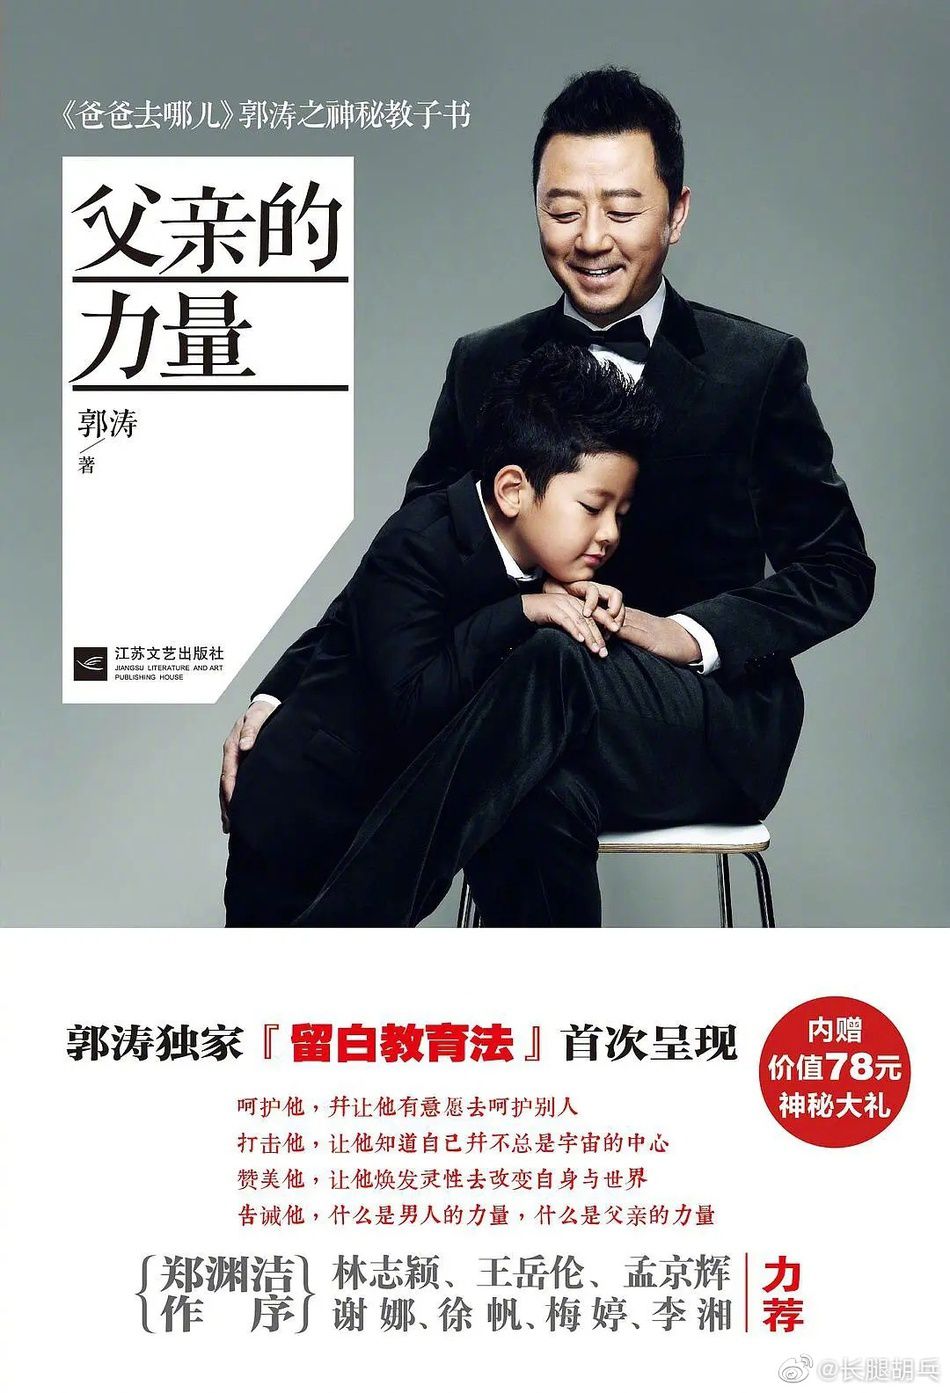 《爸爸去哪儿》郭涛之神秘教子书
父亲的
力量
郭涛
著
江苏文艺出版社
JIANGSU LITERATURE AND ART
PUBLISHING HOUSE
郭涛独家『留白教育法』首次呈现
内赠
价值78元
神秘大礼
呵护他，幷让他有意愿去呵护别人
打击他，让他知道自己幷不总是宇宙的中心
赞美他，让他焕发灵性去改变自身与世界
告诫他，什么是男人的力量，什么是父亲的力量
郑渊洁
作序
林志颖、王岳伦、孟京辉
谢娜、徐帆、梅婷、李湘
力荐
@长腿胡乓